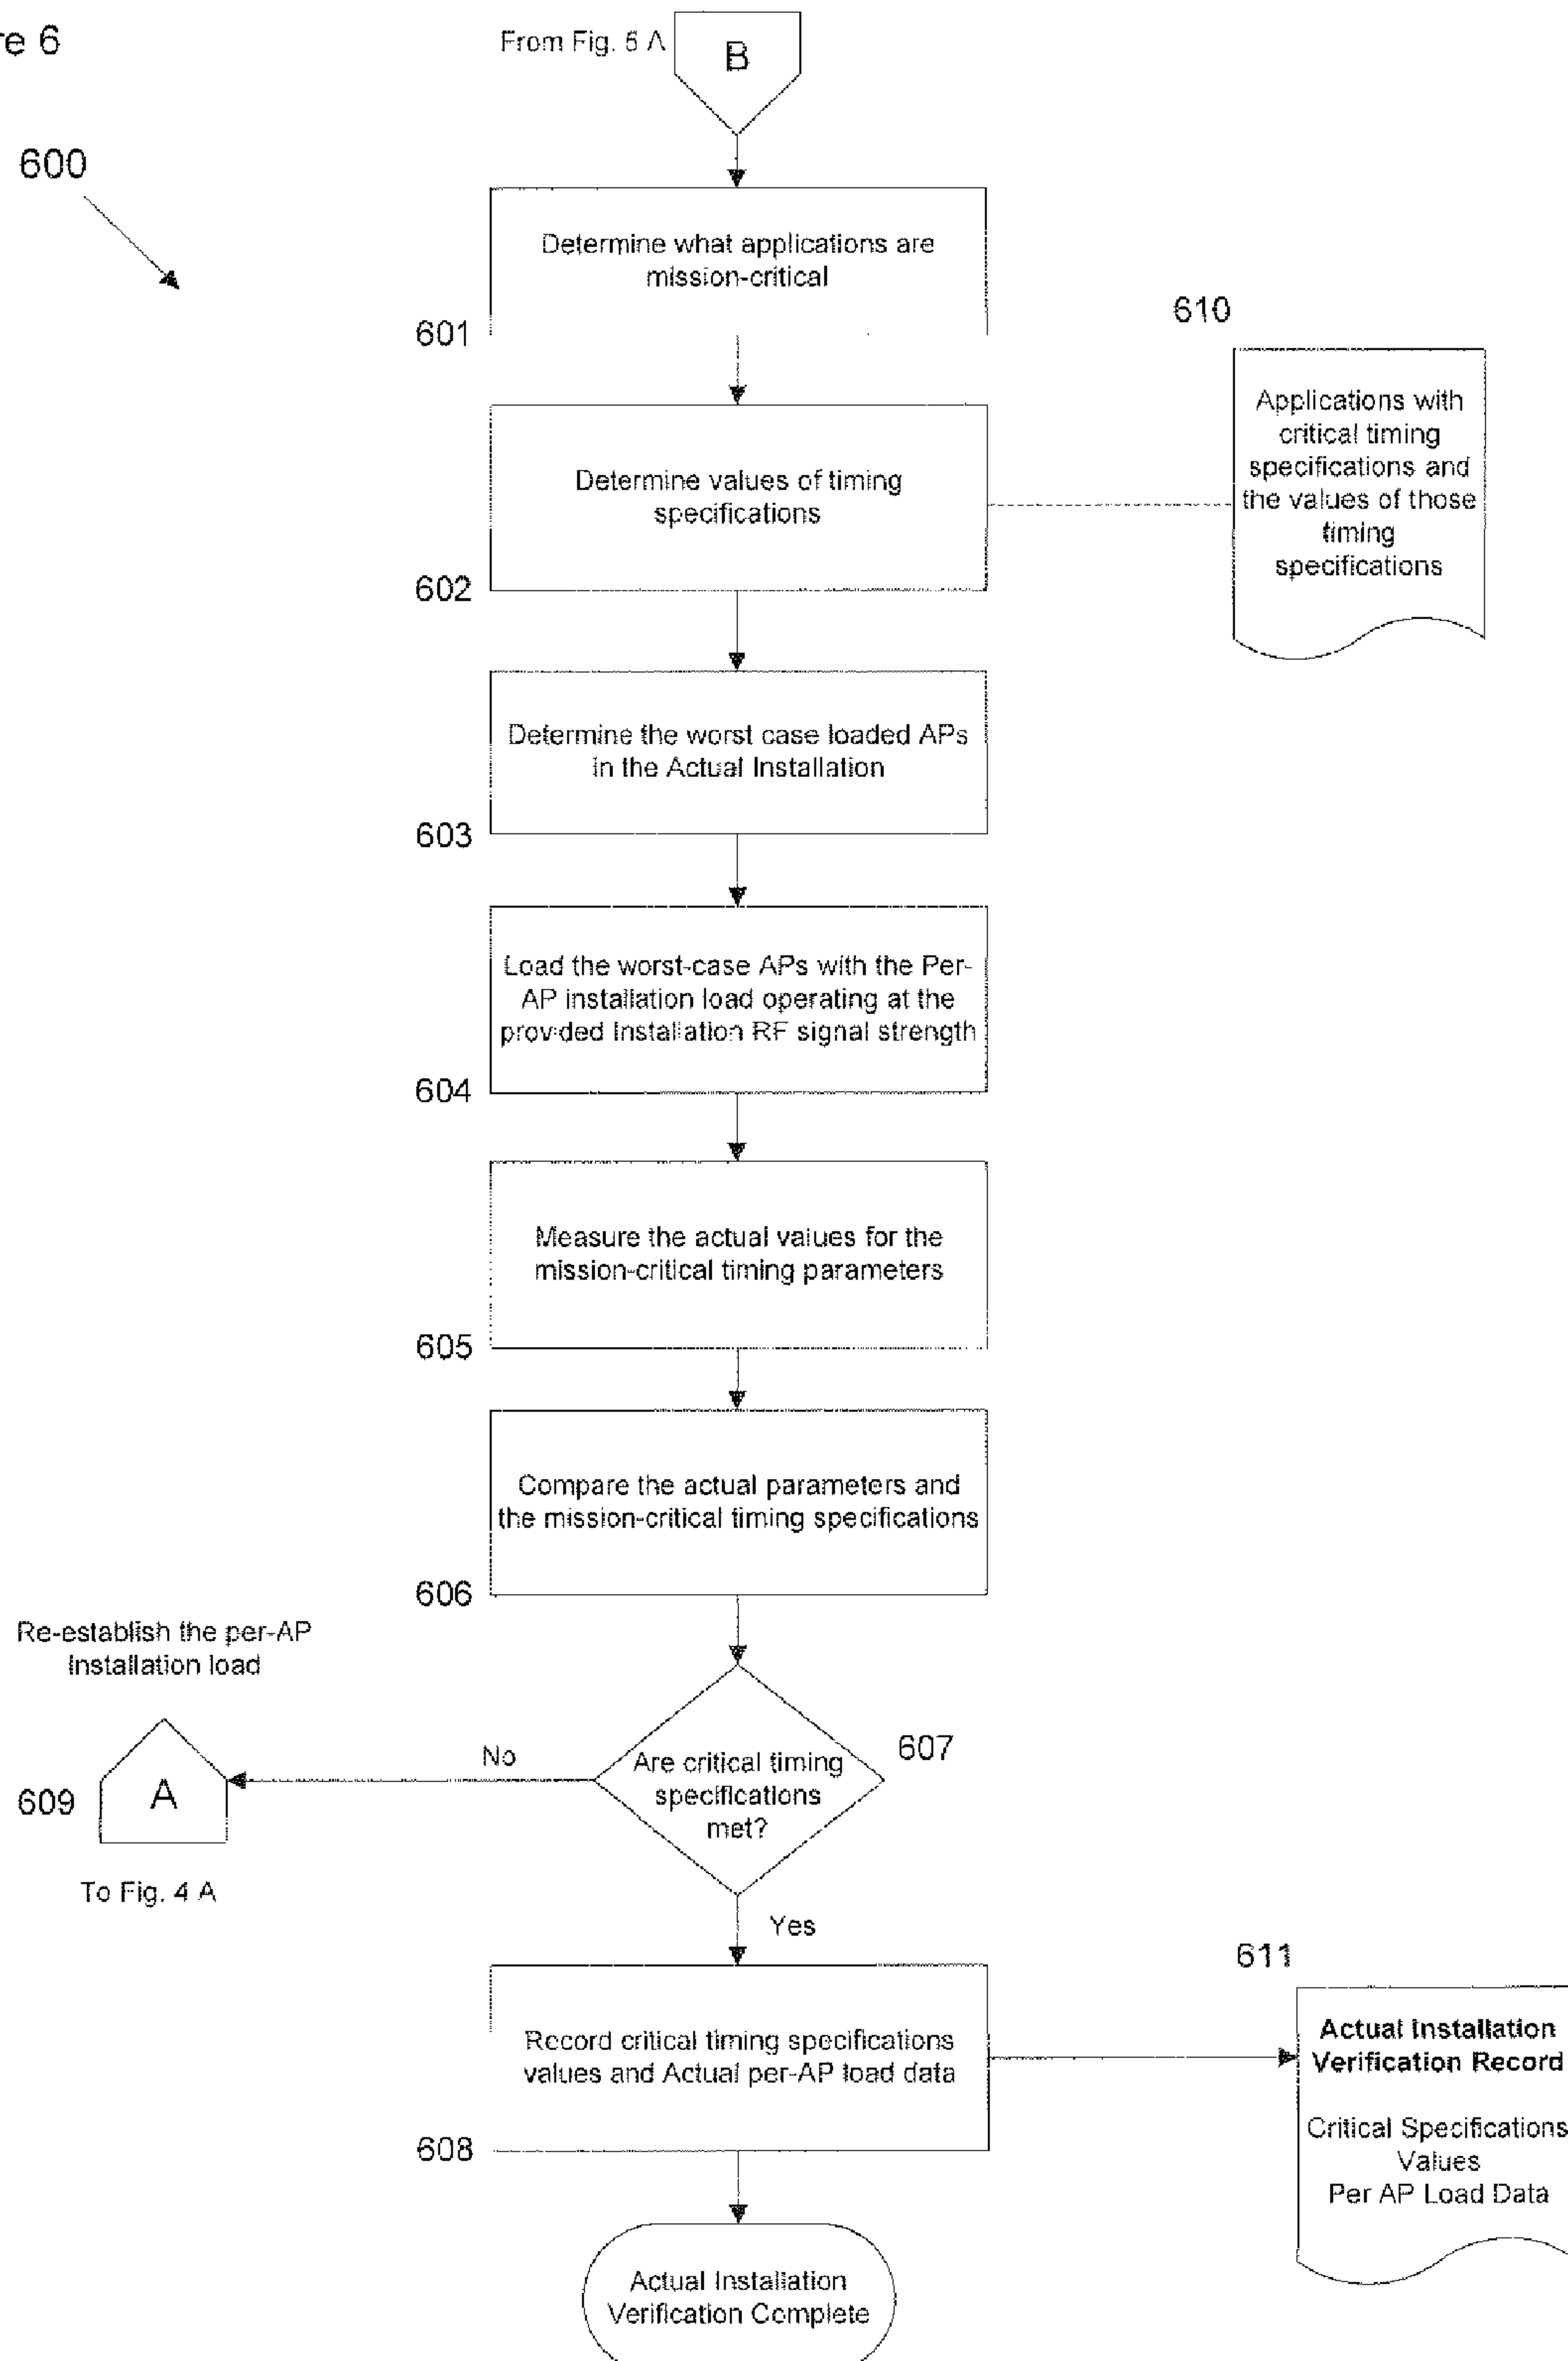 re 6
From Fig. 5 A
B
600
Determine what applications are
mission-critical
601
610
Applications with
critical timing
specifications and
the values of those
timing
specifications
Determine values of timing
specifications
602
Determine the worst case loaded APs
in the Actual Installation
603
Load the worst-case APs with the Per-
AP installation load operating at the
provided Installation RF signal strength
604
Measure the actual values for the
mission-critical timing parameters
605
Compare the actual parameters and
the mission-critical timing specifications
606
Re-establish the per-AP
Installation load
609
A
To Fig. 4 A
No
Are critical timing
specifications
met?
607
Yes
Record critical timing specifications
values and Actual per-AP load data
608
611
Actual Installation
Verification Record
Critical Specifications
Values
Per AP Load Data
Actual Installation
Verification Complete